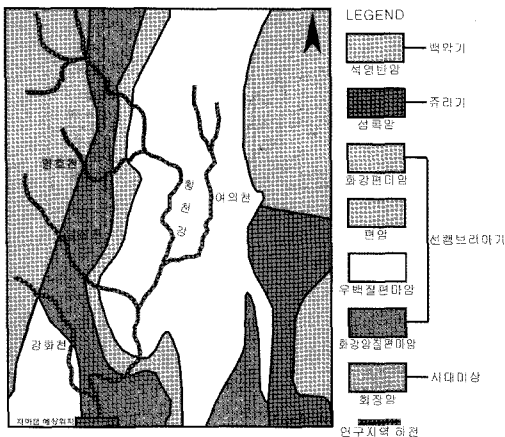 LEGEND
백악기
석영반암
쥬라기
섬록암
화강편마암
편암
선캠브리아기
우백질편마암
화강암질편마암
시대미상
화장암
연구지역 하천
황천강
여의천
강화천